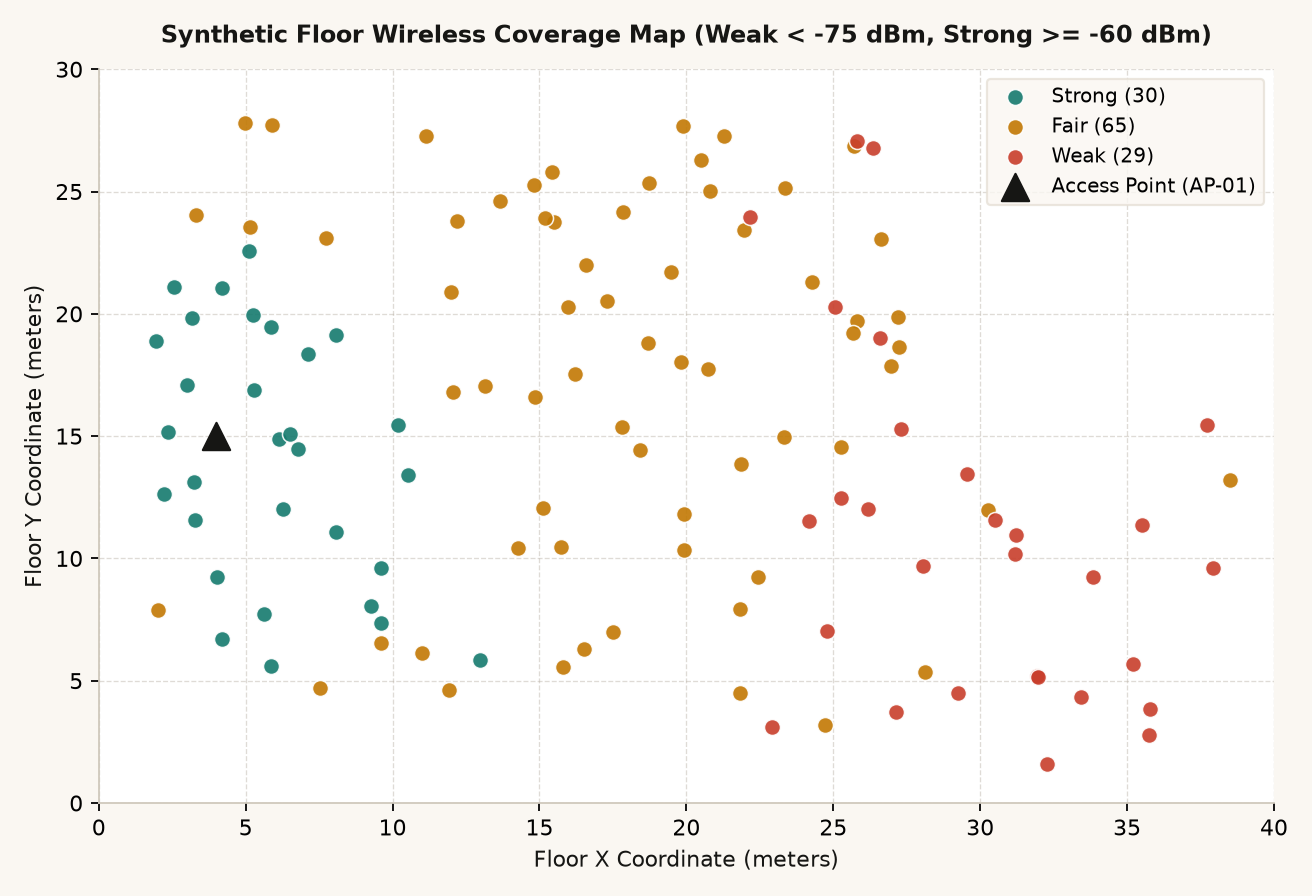 Synthetic Floor Wireless Coverage Map (Weak < -75 dBm, Strong >= -60 dBm)
Strong (30)
Fair (65)
Weak (29)
Access Point (AP-01)
Floor Y Coordinate (meters)
30
25
20
15
10
5
0
0 5 10 15 20 25 30 35 40
Floor X Coordinate (meters)